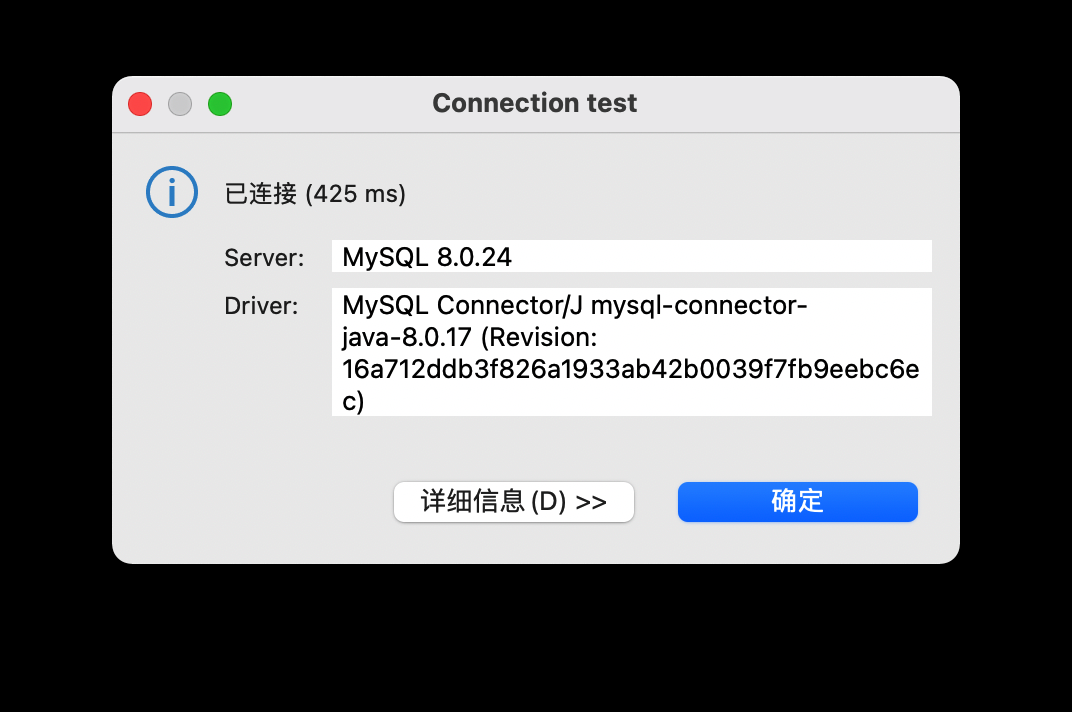 Connection test
已连接 (425 ms)
Server: MySQL 8.0.24
Driver: MySQL Connector/J mysql-connector-
java-8.0.17 (Revision:
16a712ddb3f826a1933ab42b0039f7fb9eebc6e
c)
详细信息(D) >> 确定